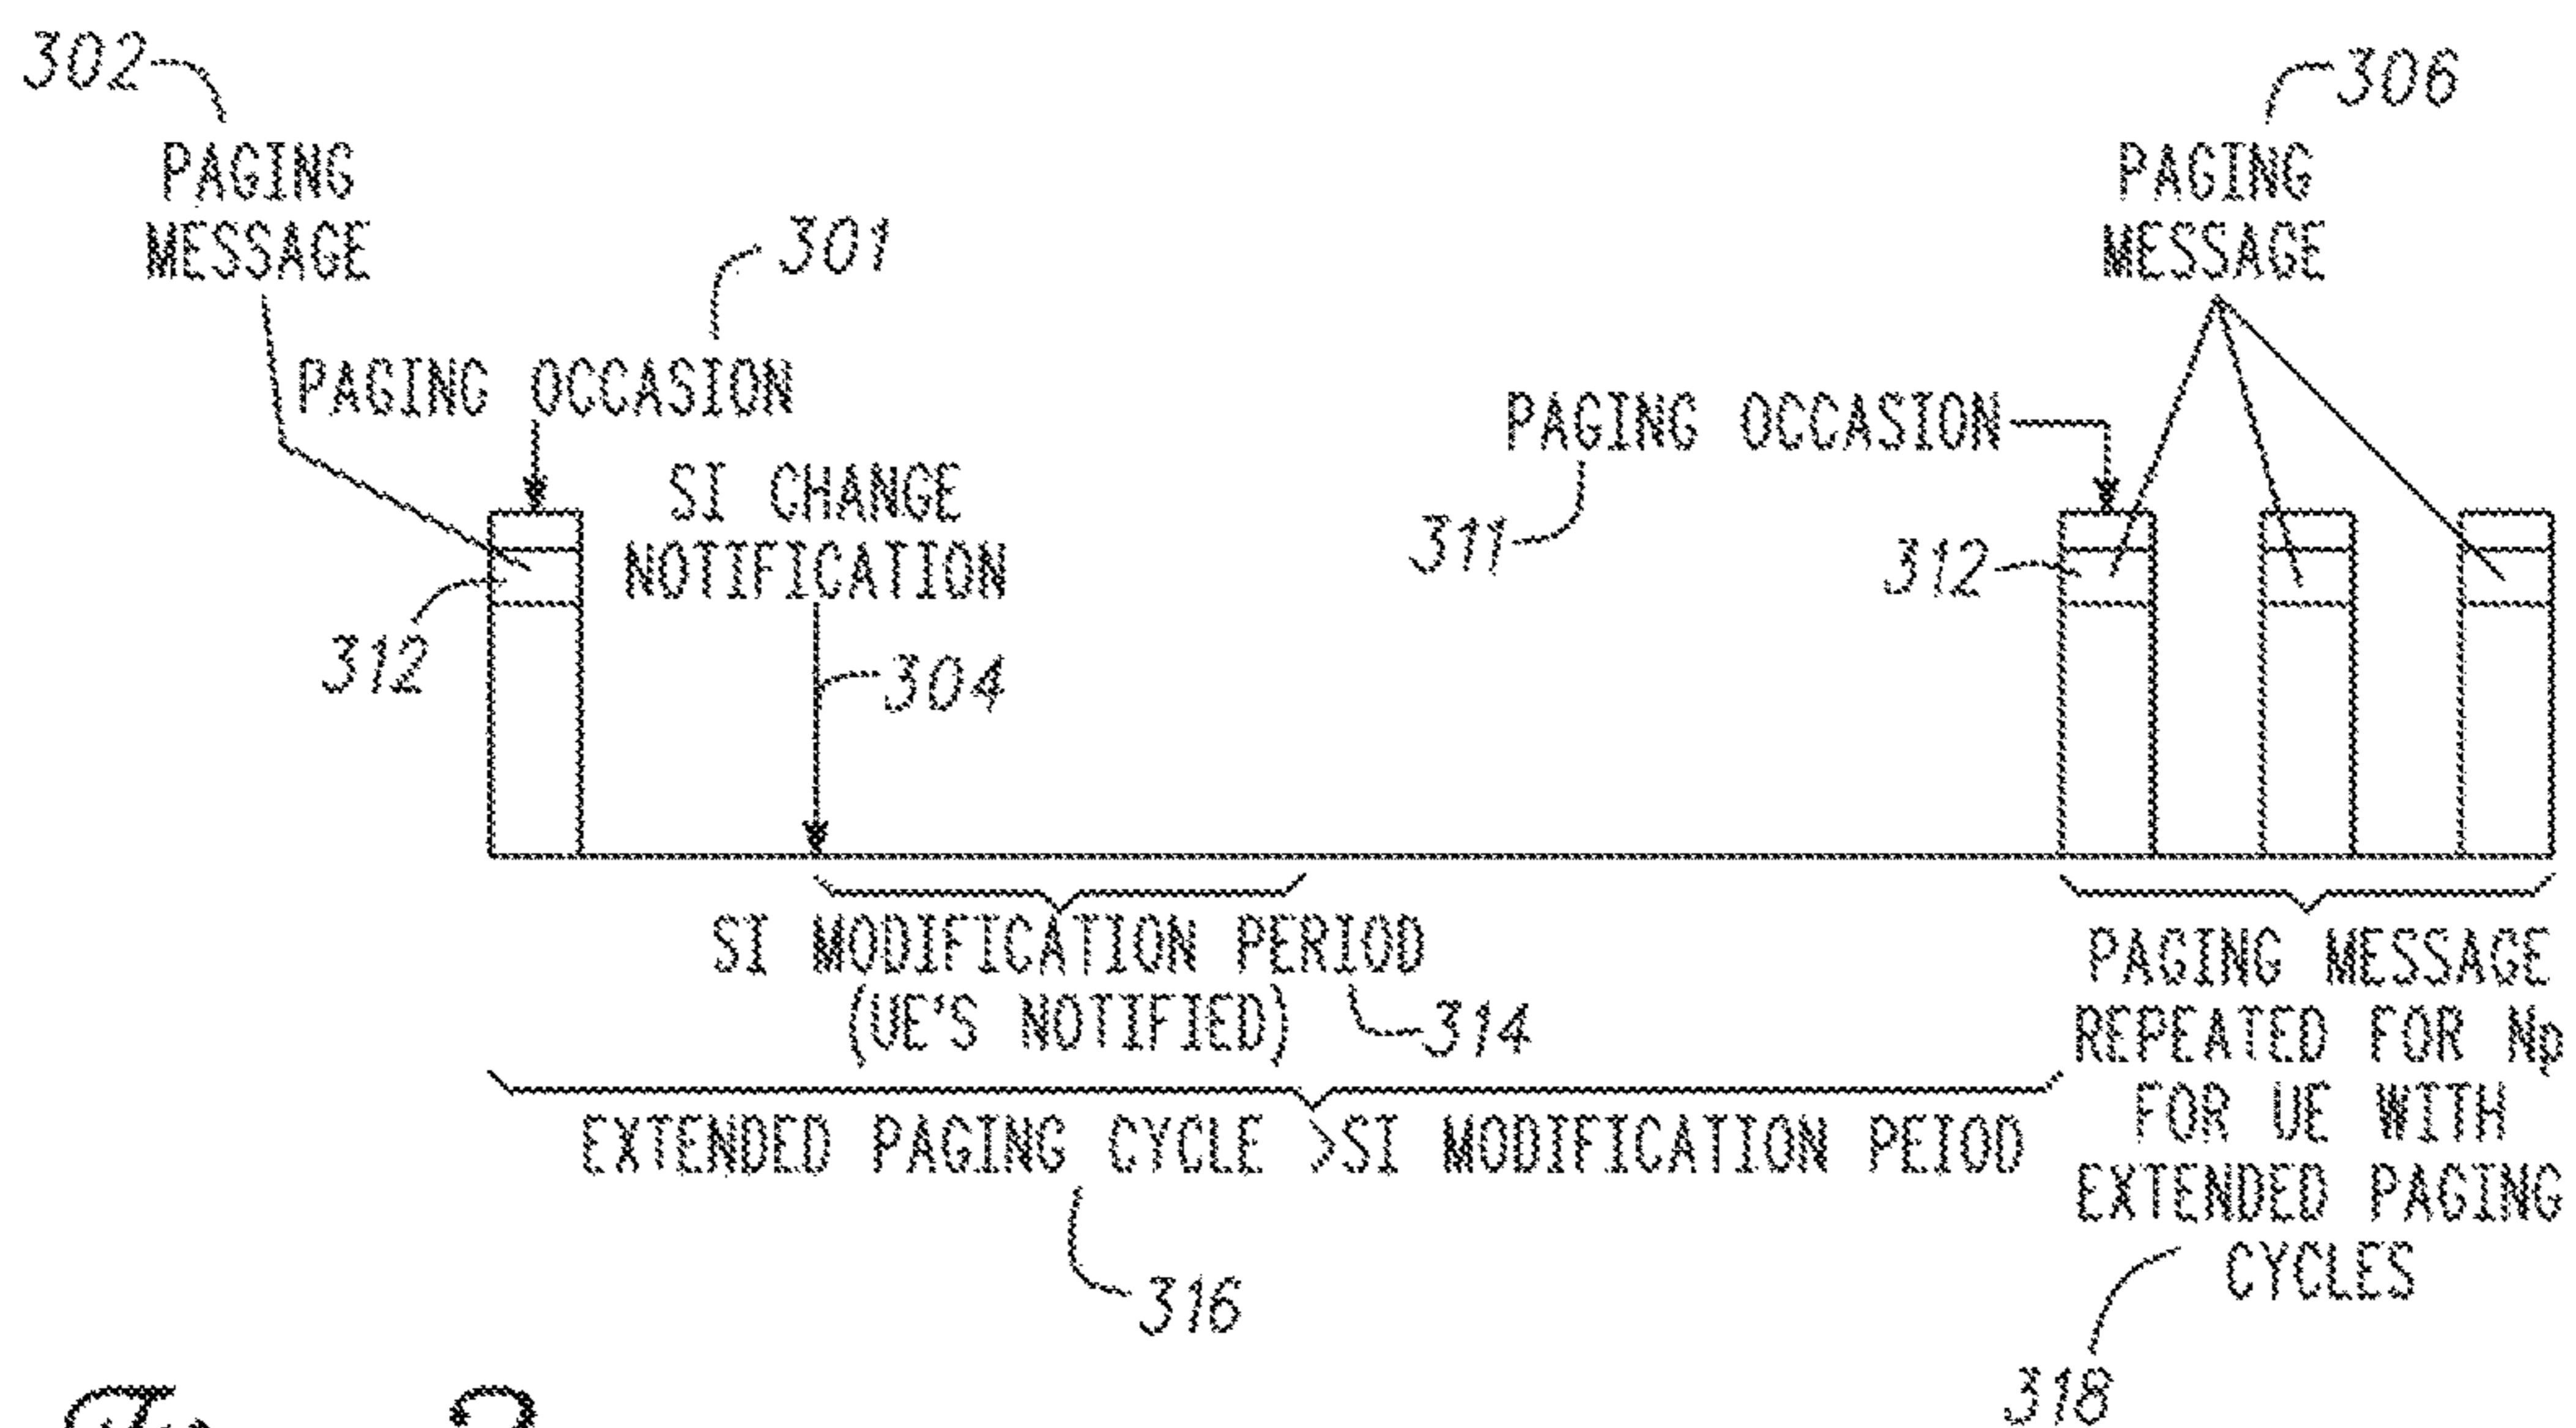 302
PAGING
MESSAGE
301
PAGING OCCASION
SI CHANGE
NOTIFICATION
312
304
306
PAGING
MESSAGE
PAGING OCCASION
311
312
SI MODIFICATION PERIOD
(UE'S NOTIFIED)
314
EXTENDED PAGING CYCLE >SI MODIFICATION PEIOD
316
PAGING MESSAGE
REPEATED FOR Np
FOR UE WITH
EXTENDED PAGING
CYCLES
318